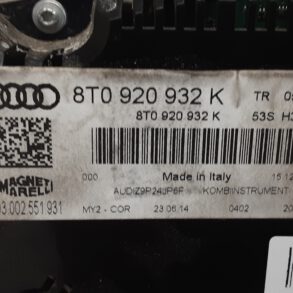 8T0 920 932 K TR
8T0 920 932 K 53S
000 Made in Italy
AUDIZ9P24UP6F KOMBIINSTRUMENT
MAGNETI
MARELLI
MY2 - COR 23.06.14 0402
03.002.551.931